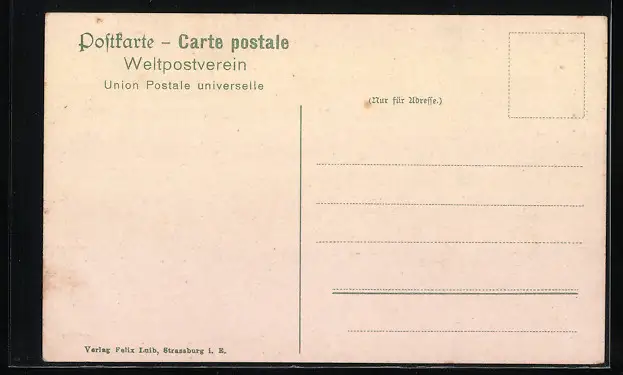 Postkarte – Carte postale
Weltpostverein
Union Postale universelle
(Nur für Adresse.)
Verlag Felix Luib, Strassburg i. E.